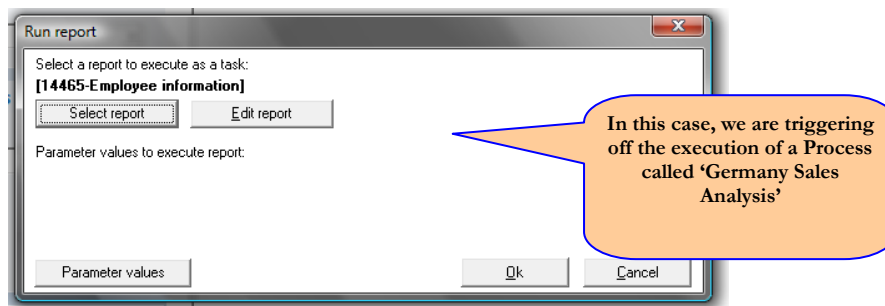 Run report
Select a report to execute as a task:
[14465-Employee information]
Select report
Edit report
Parameter values to execute report:
Parameter values
Ok
Cancel
In this case, we are triggering
off the execution of a Process
called ‘Germany Sales
Analysis’